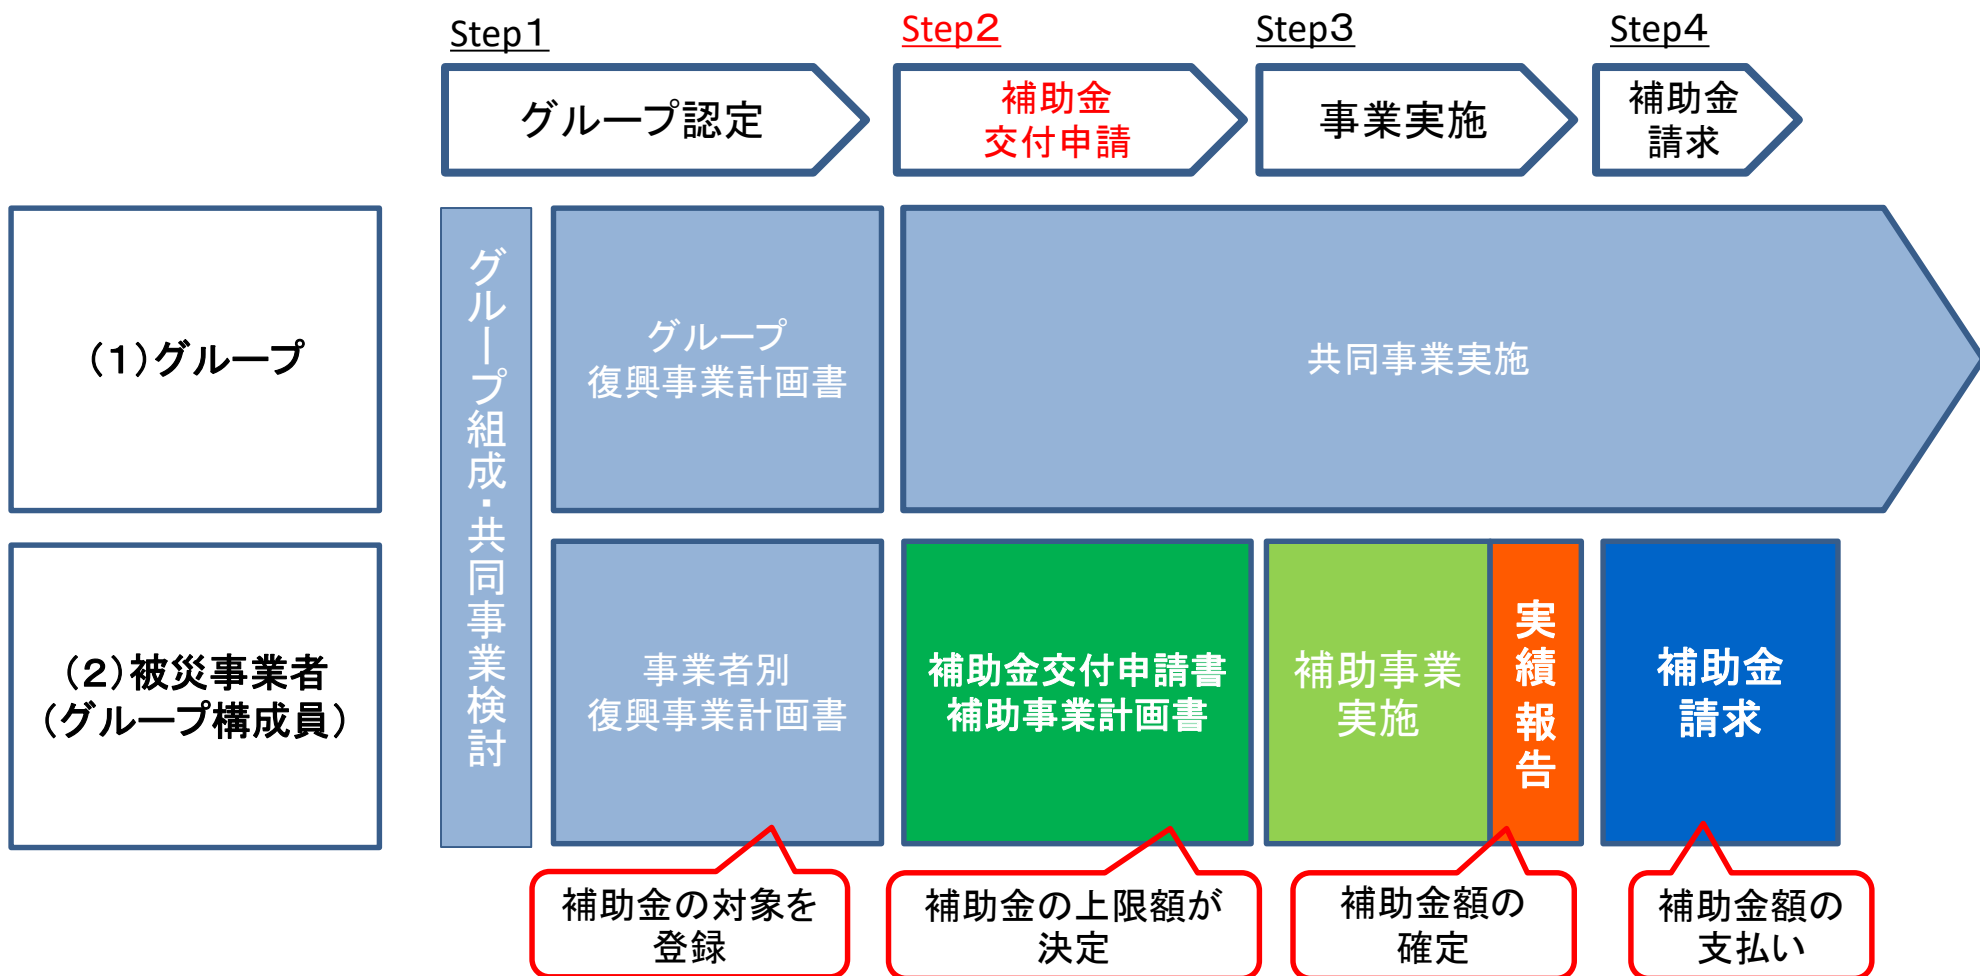 Step1
Step2
Step3
Step4
グループ認定
補助金
交付申請
事業実施
補助金
請求
（１）グループ
グループ組成・共同事業検討
グループ
復興事業計画書
共同事業実施
（２）被災事業者
（グループ構成員）
事業者別
復興事業計画書
補助金交付申請書
補助事業計画書
補助事業
実施
実績報告
補助金
請求
補助金の対象を
登録
補助金の上限額が
決定
補助金額の
確定
補助金額の
支払い